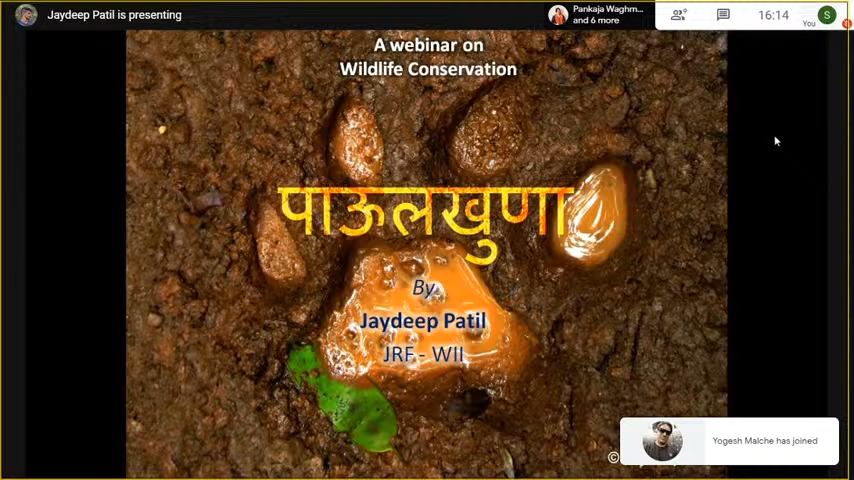 Jaydeep Patil is presenting
Pankaja Waghm...
and 6 more
16:14
You
S
A webinar on
Wildlife Conservation
पाऊलखुणा
By
Jaydeep Patil
JRF - WII
Yogesh Malche has joined
©